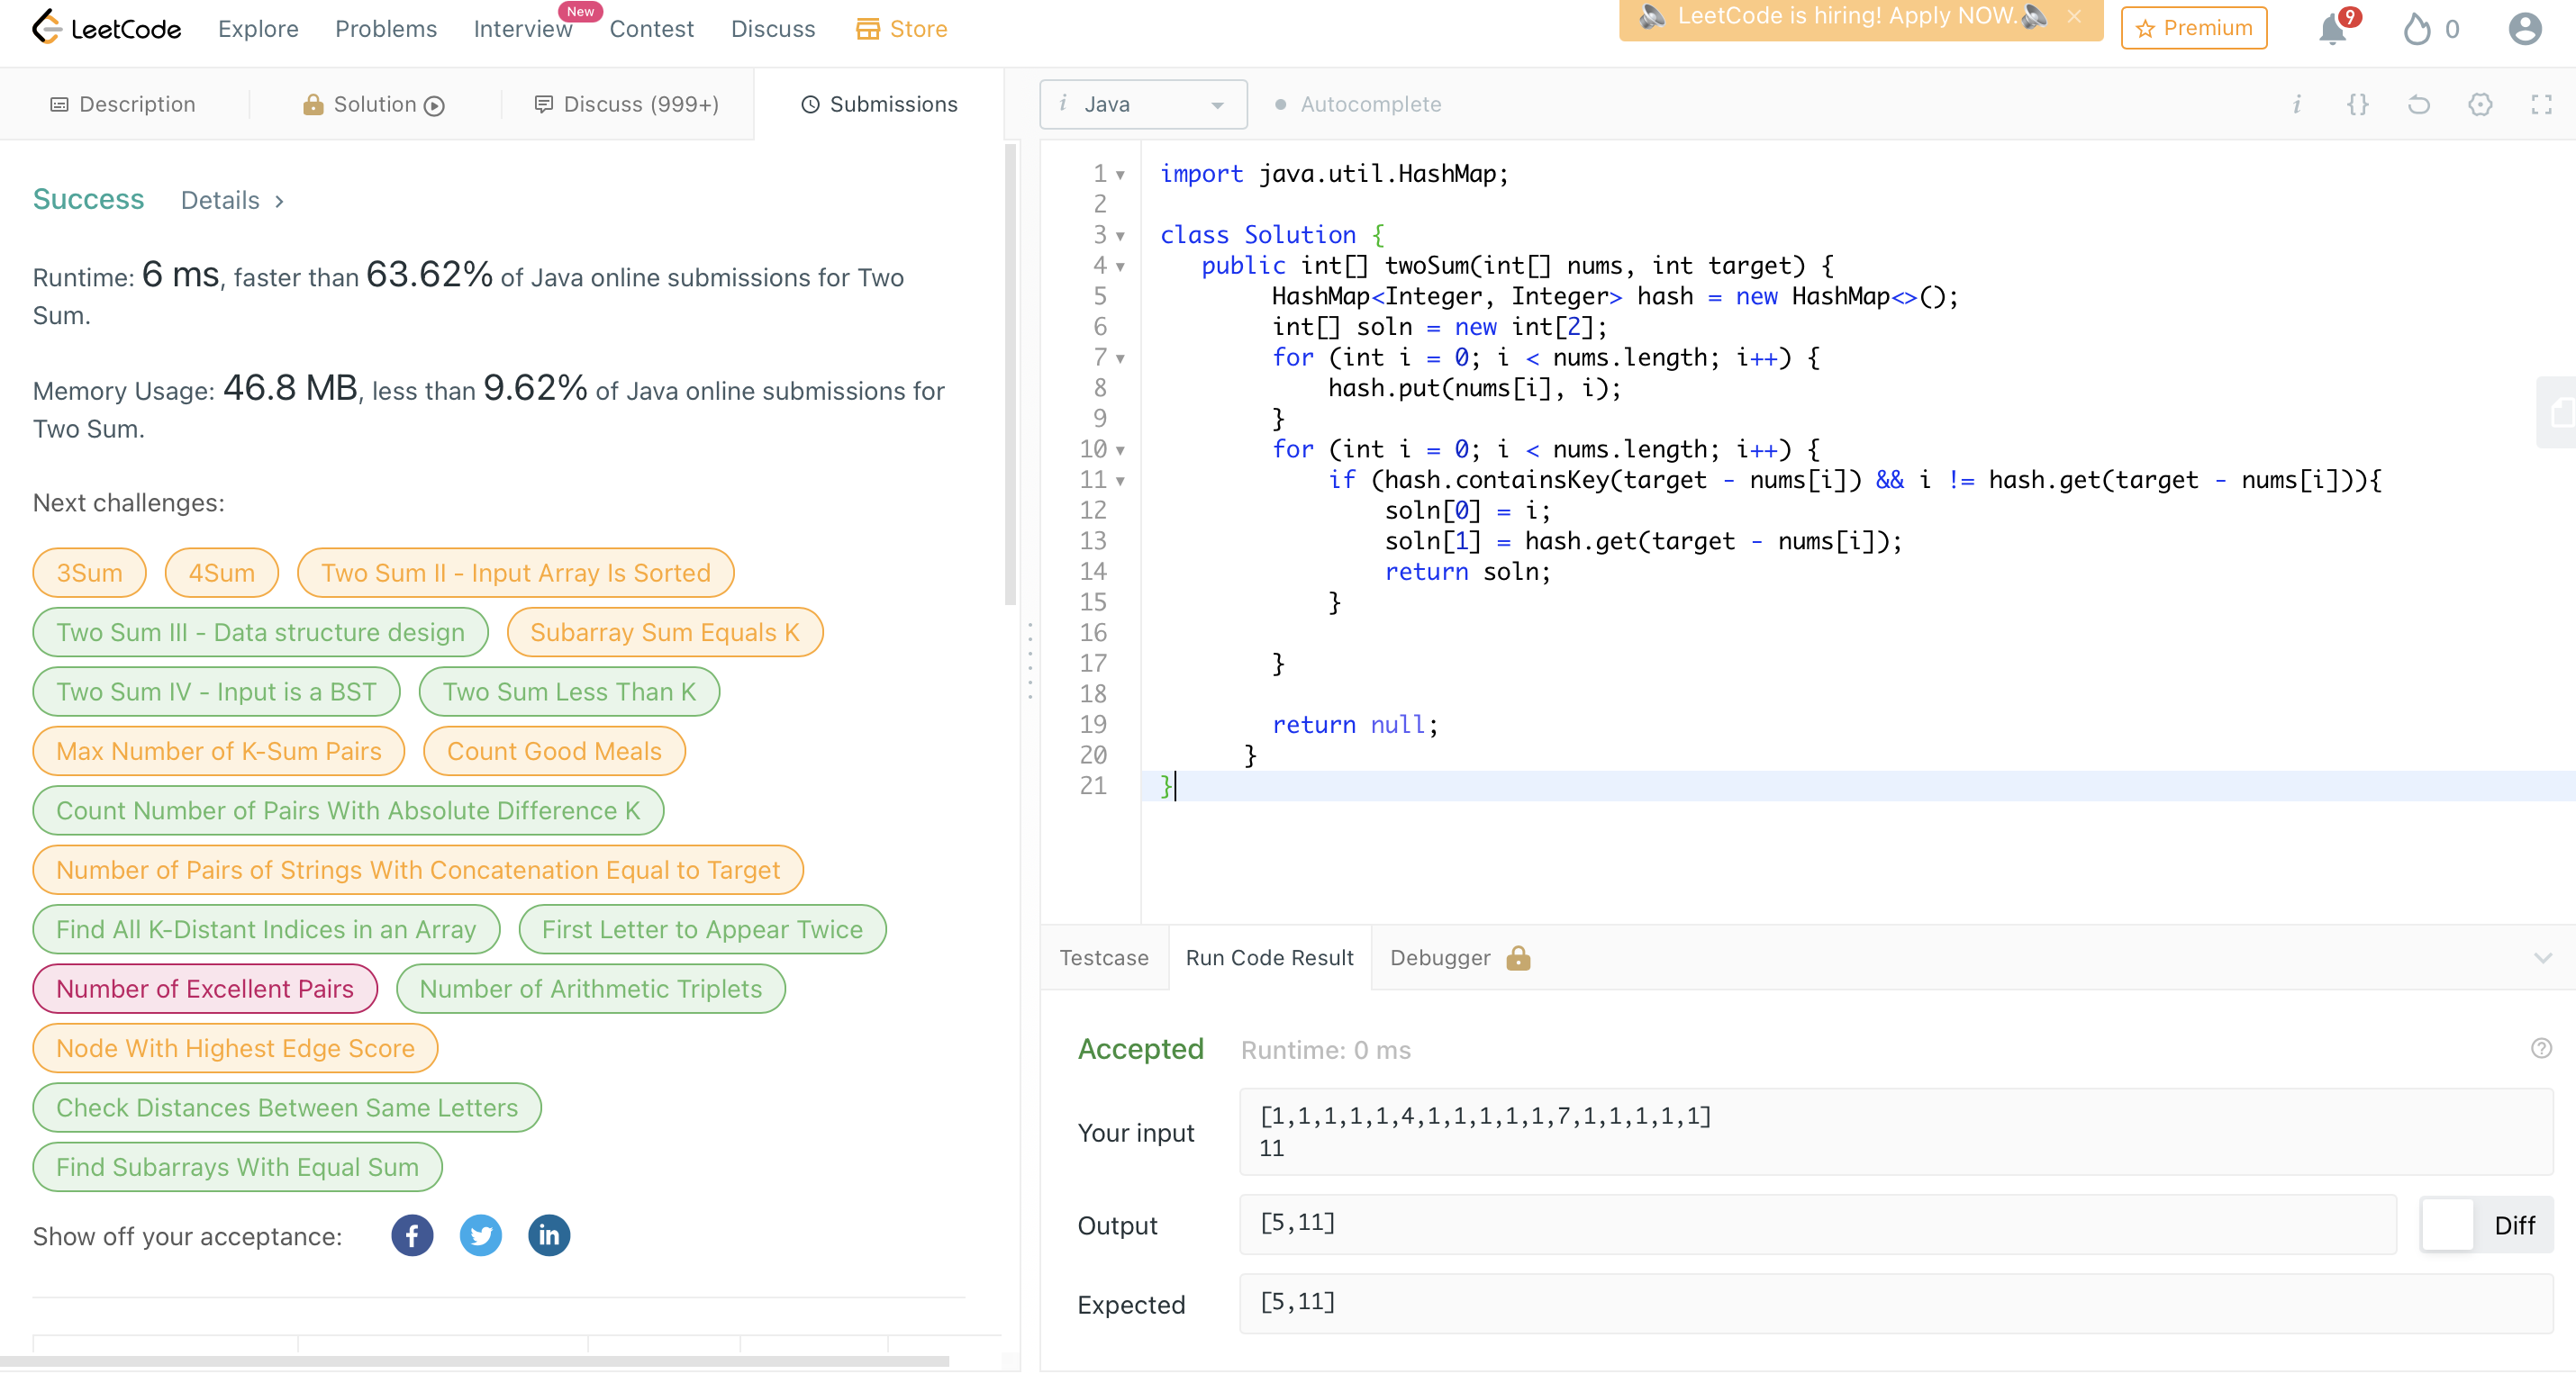 LeetCode Explore Problems Interview New Contest Discuss Store LeetCode is hiring! Apply NOW. × Premium 9 0
Description Solution Discuss (999+) Submissions
i Java Autocomplete i {}
Success Details >
Runtime: 6 ms, faster than 63.62% of Java online submissions for Two
Sum.
Memory Usage: 46.8 MB, less than 9.62% of Java online submissions for
Two Sum.
Next challenges:
3Sum 4Sum Two Sum II - Input Array Is Sorted
Two Sum III - Data structure design Subarray Sum Equals K
Two Sum IV - Input is a BST Two Sum Less Than K
Max Number of K-Sum Pairs Count Good Meals
Count Number of Pairs With Absolute Difference K
Number of Pairs of Strings With Concatenation Equal to Target
Find All K-Distant Indices in an Array First Letter to Appear Twice
Number of Excellent Pairs Number of Arithmetic Triplets
Node With Highest Edge Score
Check Distances Between Same Letters
Find Subarrays With Equal Sum
Show off your acceptance: f in
1 import java.util.HashMap;
2
3 class Solution {
4 public int[] twoSum(int[] nums, int target) {
5 HashMap<Integer, Integer> hash = new HashMap<>();
6 int[] soln = new int[2];
7 for (int i = 0; i < nums.length; i++) {
8 hash.put(nums[i], i);
9 }
10 for (int i = 0; i < nums.length; i++) {
11 if (hash.containsKey(target - nums[i]) && i != hash.get(target - nums[i])){
12 soln[0] = i;
13 soln[1] = hash.get(target - nums[i]);
14 return soln;
15 }
16
17 }
18
19 return null;
20 }
21 }
Testcase Run Code Result Debugger
Accepted Runtime: 0 ms
Your input
[1,1,1,1,1,4,1,1,1,1,1,7,1,1,1,1,1]
11
Output [5,11] Diff
Expected [5,11]